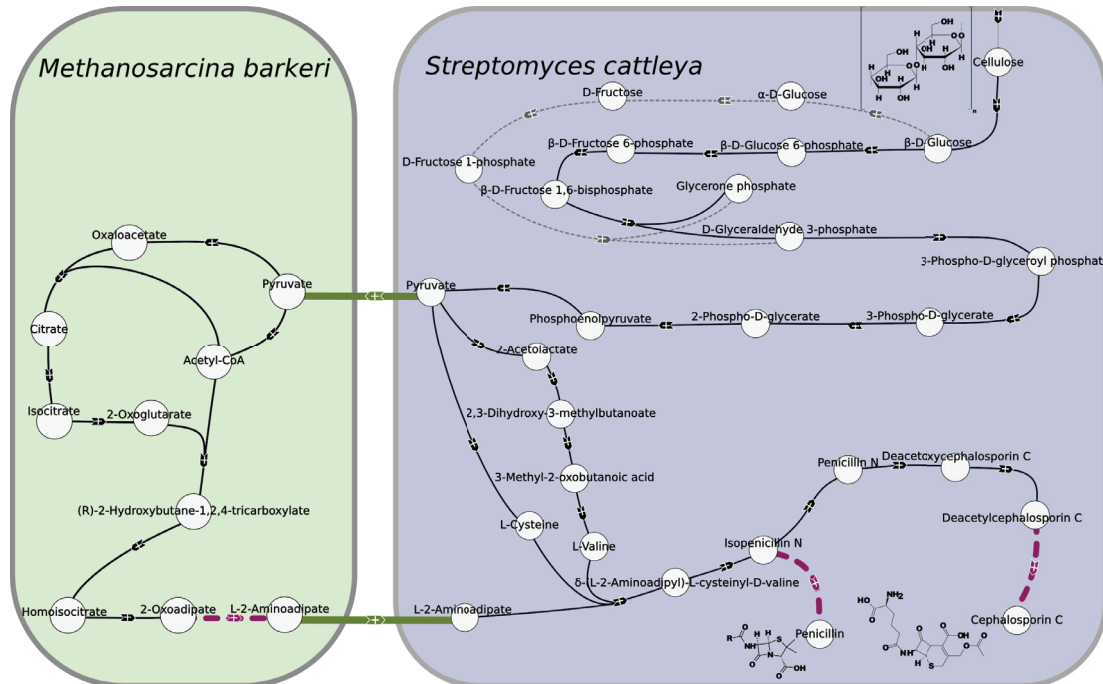 Methanosarcina barkeri
Streptomyces cattleya
Cellulose
D-Fructose
α-D-Glucose
β-D-Fructose 6-phosphate
β-D-Glucose 6-phosphate
β-D-Glucose
D-Fructose 1-phosphate
β-D-Fructose 1,6-bisphosphate
Glycerone phosphate
D-Glyceraldehyde 3-phosphate
3-Phospho-D-glyceroyl phosphat
Oxaloacetate
Pyruvate
Pyruvate
Phosphoenolpyruvate
2-Phospho-D-glycerate
3-Phospho-D-glycerate
Citrate
Acetyl-CoA
2-Acetolactate
Isocitrate
2-Oxoglutarate
2,3-Dihydroxy-3-methylbutanoate
3-Methyl-2-oxobutanoic acid
Penicillin N
Deacetoxycephalosporin C
(R)-2-Hydroxybutane-1,2,4-tricarboxylate
L-Cysteine
Deacetylcephalosporin C
L-Valine
Isopenicillin N
δ-(L-2-Aminoadipyl)-L-cysteinyl-D-valine
Homoisocitrate
2-Oxoadipate
L-2-Aminoadipate
L-2-Aminoadipate
Penicillin
Cephalosporin C